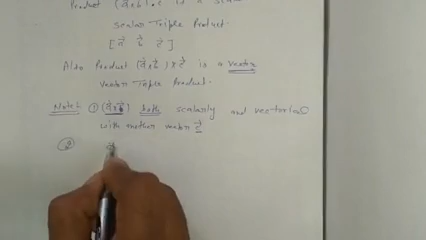 Product (a⃗×b⃗).c⃗ is a
Scalar Triple Product.
[a⃗ b⃗ c⃗]
Also Product (a⃗×b⃗)×c⃗ is a vector
vector Triple Product.
Note: ① (a⃗×b⃗) both scalarly and vectorial
with another vector c⃗
②